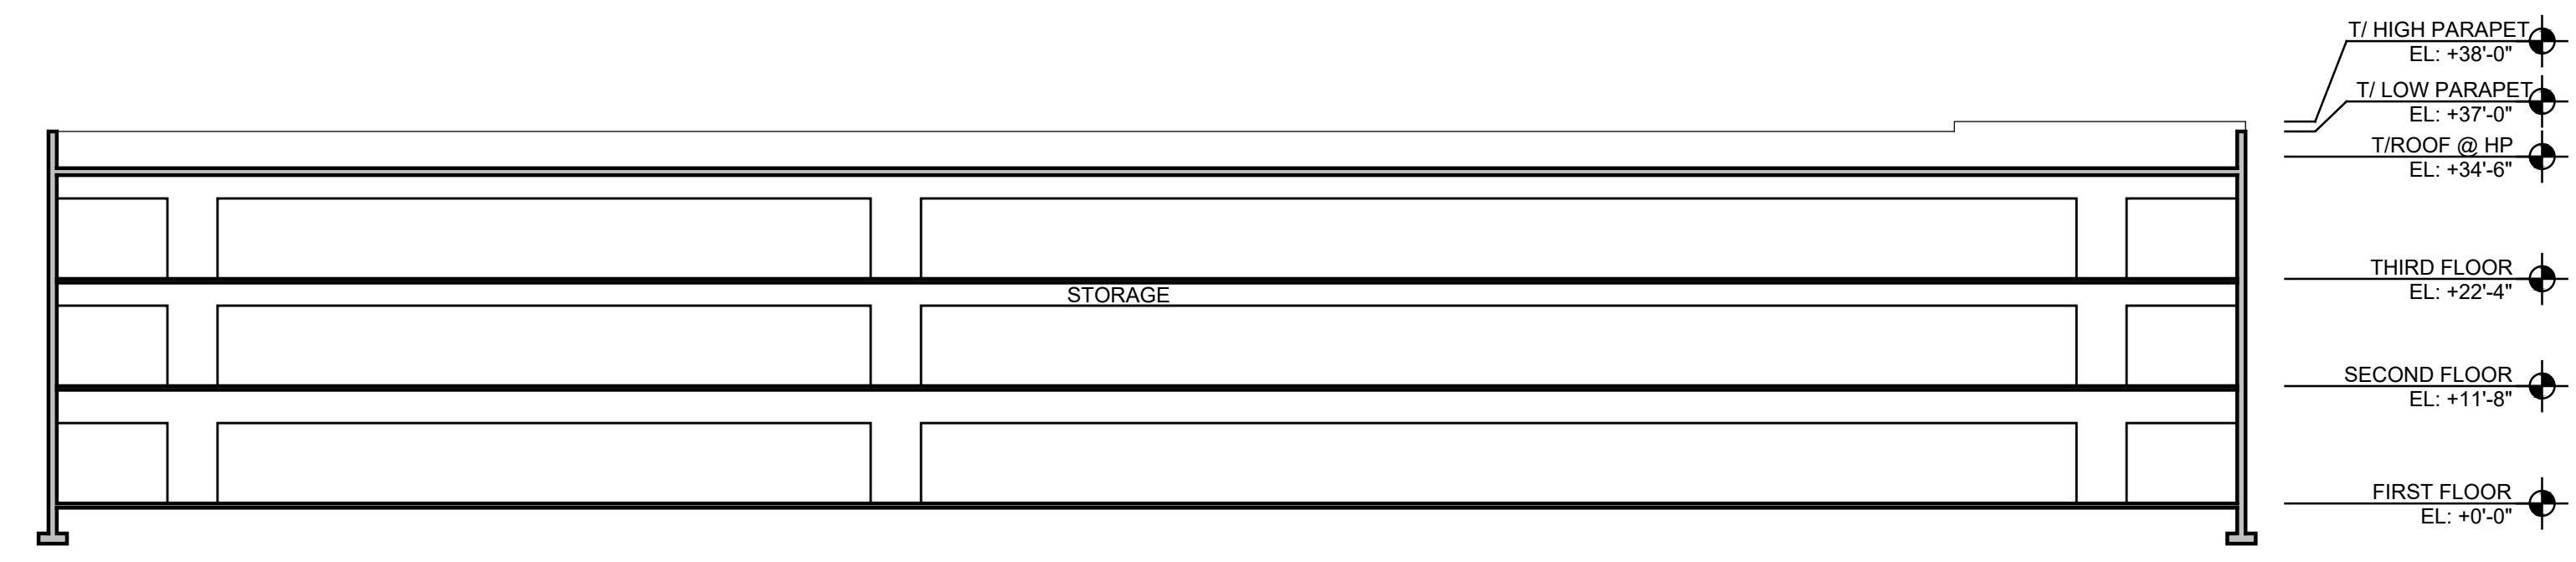 T/ HIGH PARAPET
EL: +38'-0"
T/ LOW PARAPET
EL: +37'-0"
T/ROOF @ HP
EL: +34'-6"
THIRD FLOOR
EL: +22'-4"
STORAGE
SECOND FLOOR
EL: +11'-8"
FIRST FLOOR
EL: +0'-0"